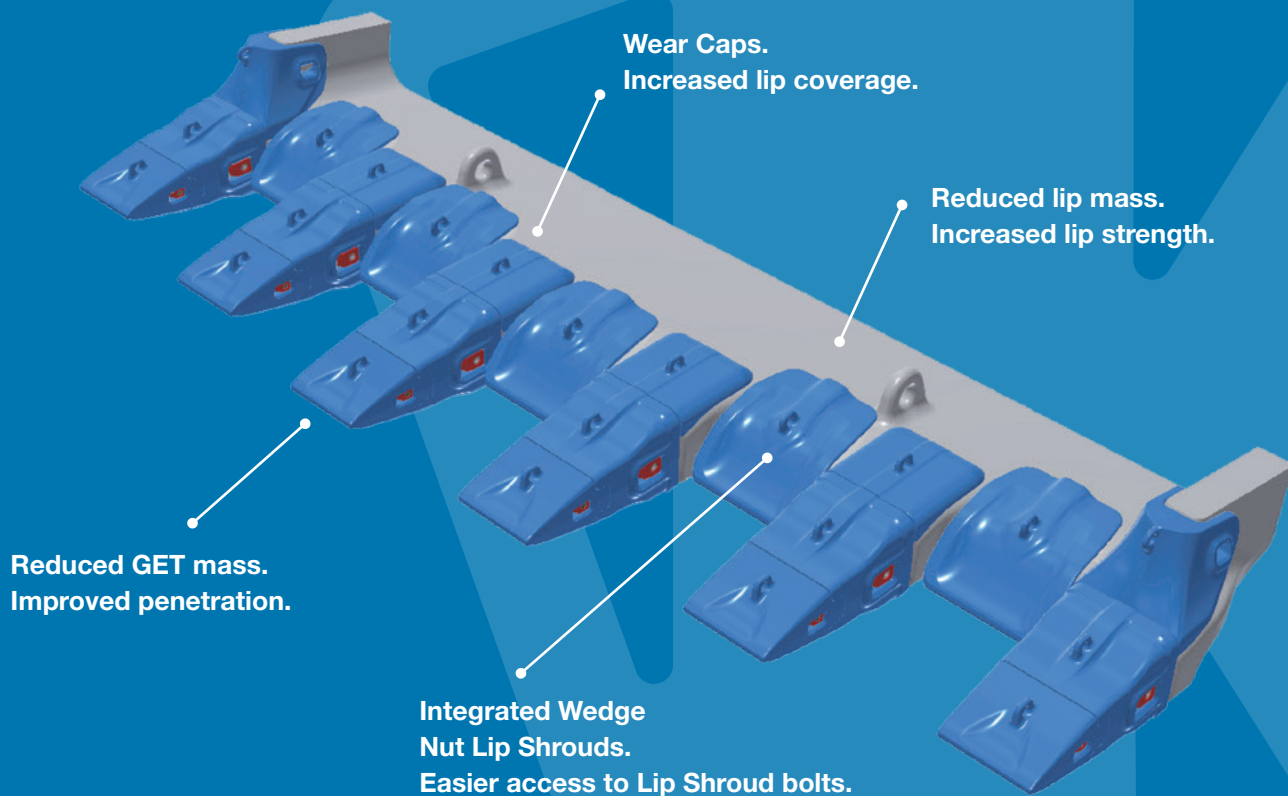 Wear Caps.
Increased lip coverage.
Reduced lip mass.
Increased lip strength.
Reduced GET mass.
Improved penetration.
Integrated Wedge
Nut Lip Shrouds.
Easier access to Lip Shroud bolts.